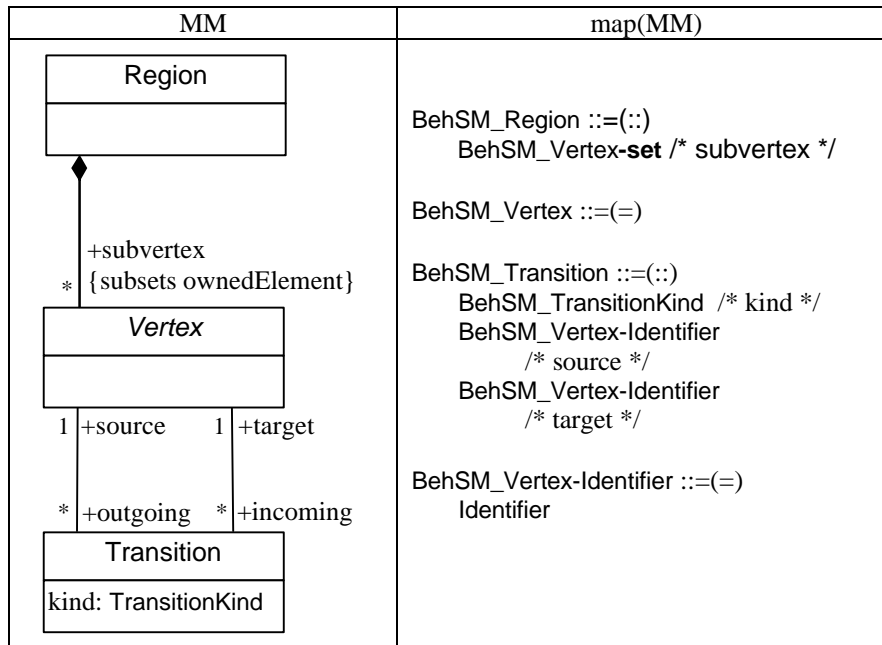 MM
map(MM)
Region
+subvertex
* {subsets ownedElement}
Vertex
1 +source 1 +target
* +outgoing * +incoming
Transition
kind: TransitionKind
BehSM_Region ::=(::)
BehSM_Vertex-set /* subvertex */
BehSM_Vertex ::=(=)
BehSM_Transition ::=(::)
BehSM_TransitionKind /* kind */
BehSM_Vertex-Identifier
/* source */
BehSM_Vertex-Identifier
/* target */
BehSM_Vertex-Identifier ::=(=)
Identifier